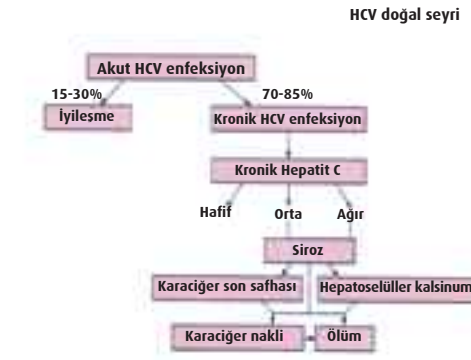 HCV doğal seyri
Akut HCV enfeksiyon
15-30%
70-85%
İyileşme
Kronik HCV enfeksiyon
Kronik Hepatit C
Hafif
Orta
Ağır
Siroz
Karaciğer son safhası
Hepatoselüller kalsinum
Karaciğer nakli
Ölüm